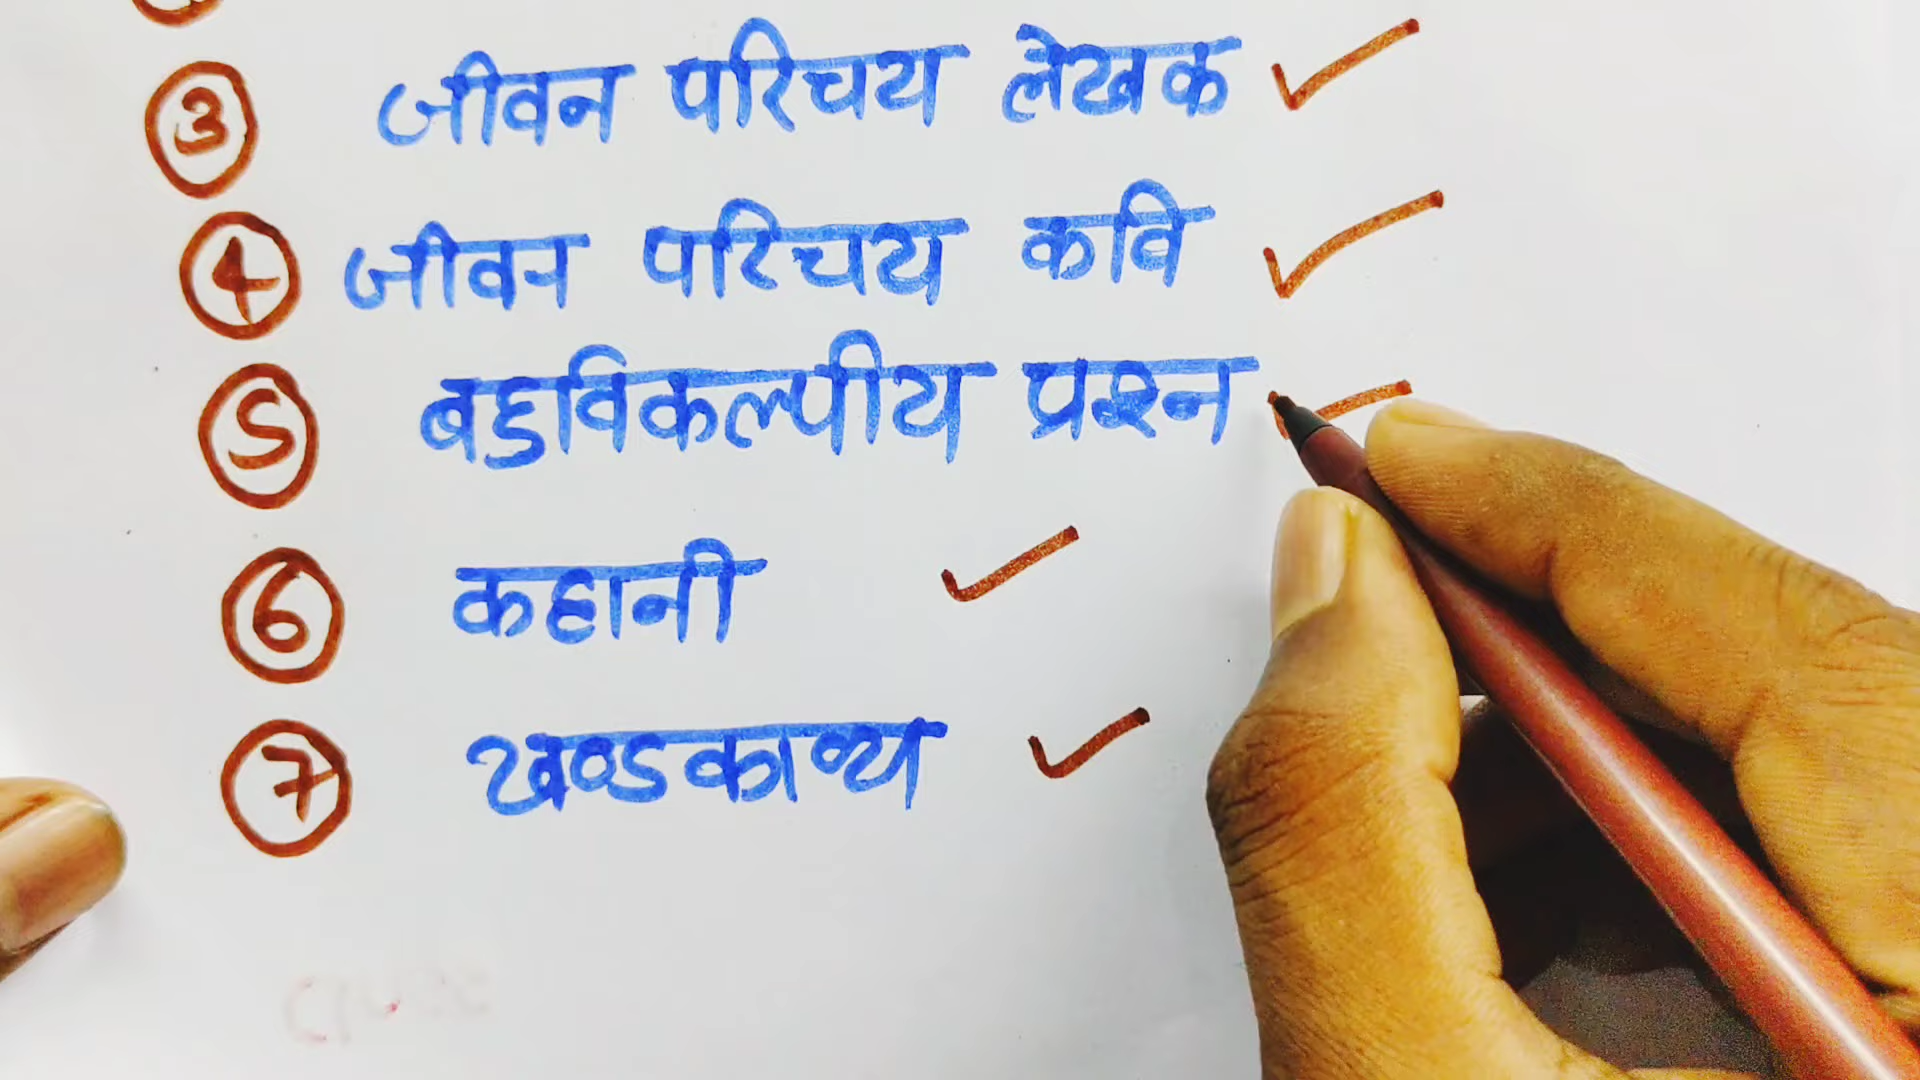 3 जीवन परिचय लेखक
4 जीवन परिचय कवि
5 बहुविकल्पीय प्रश्न
6 कहानी
7 खण्डकाव्य